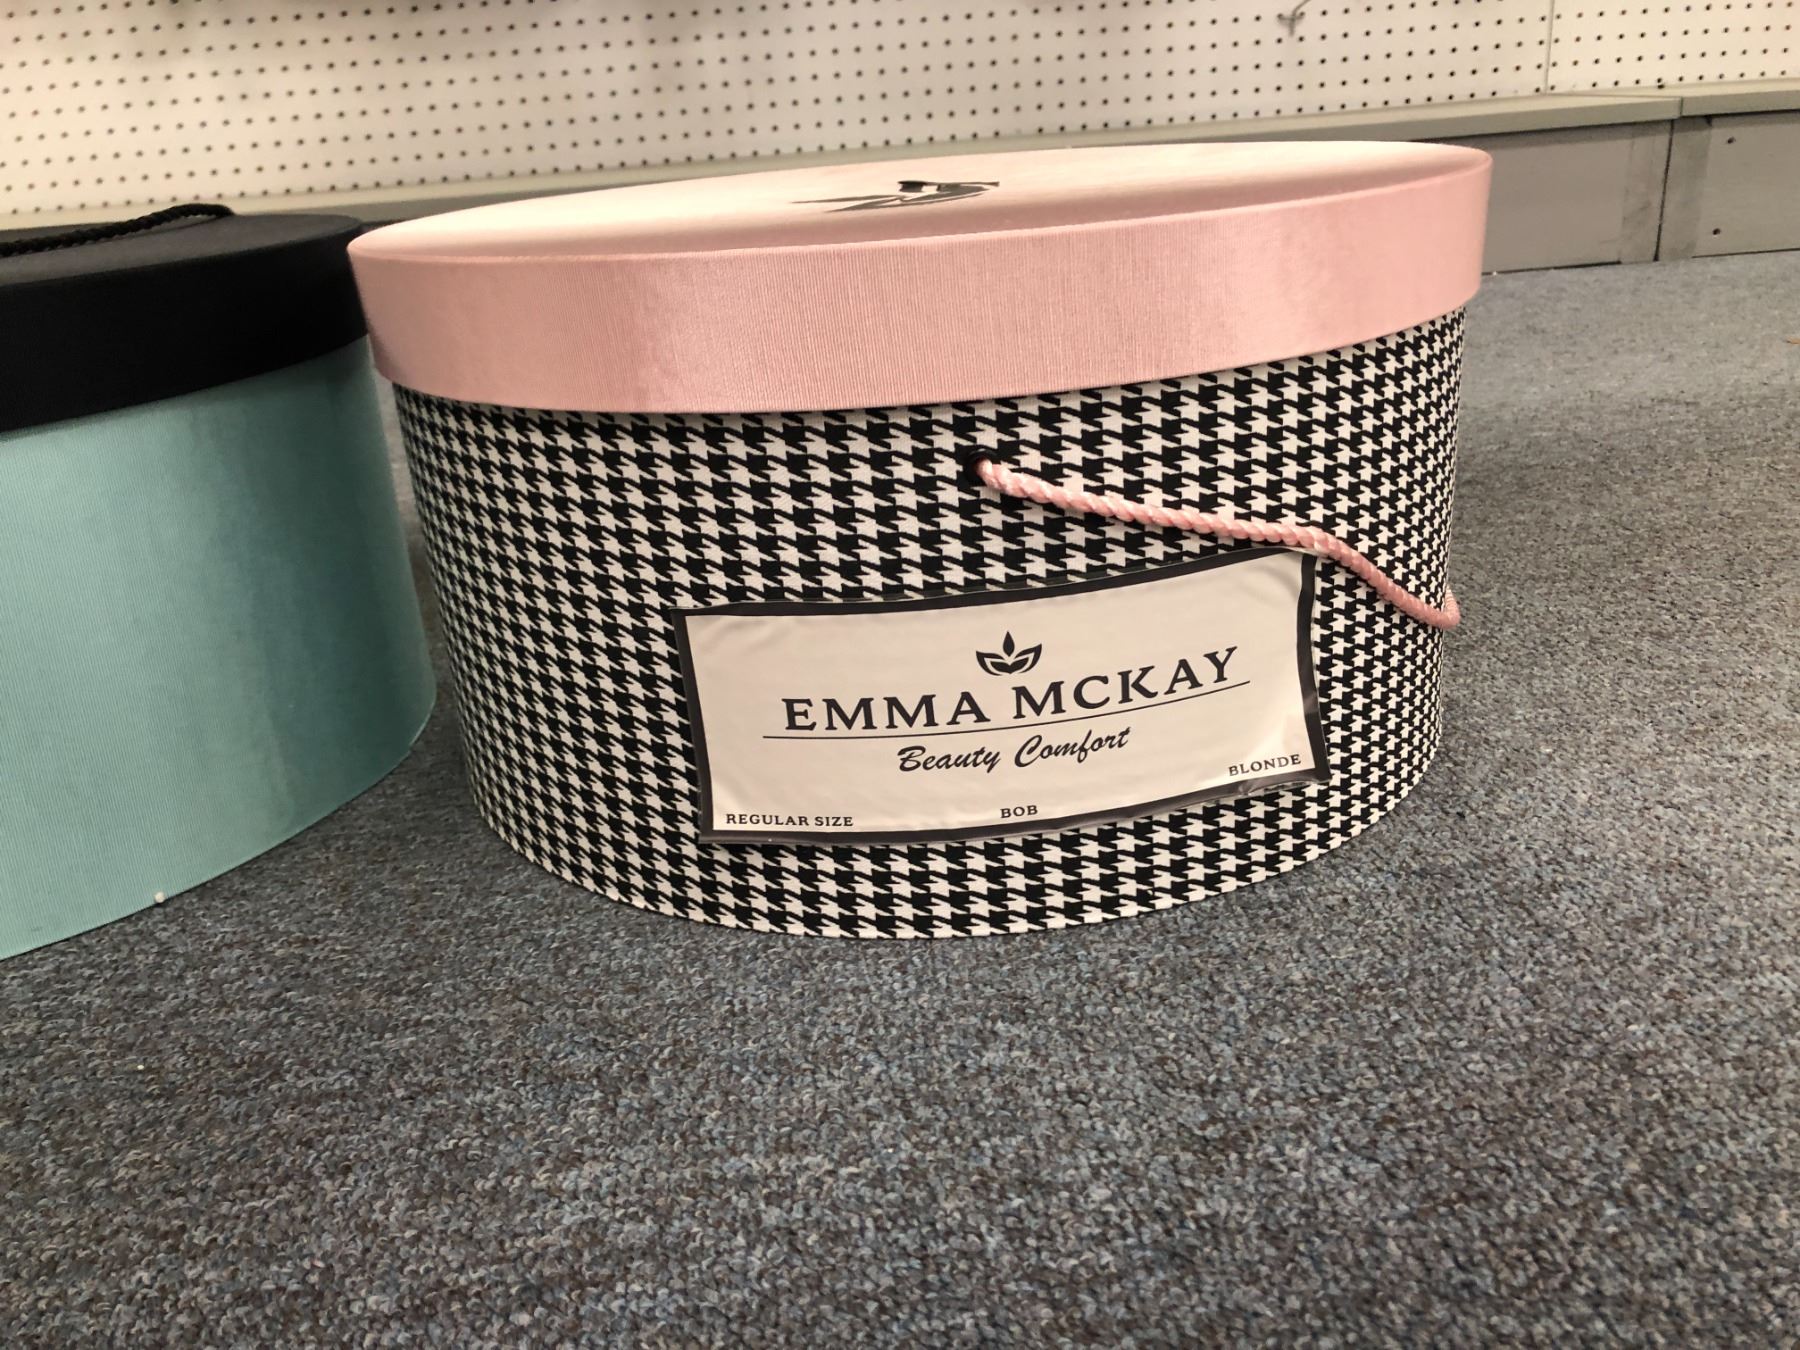 EMMA MCKAY
Beauty Comfort
REGULAR SIZE BOB BLONDE